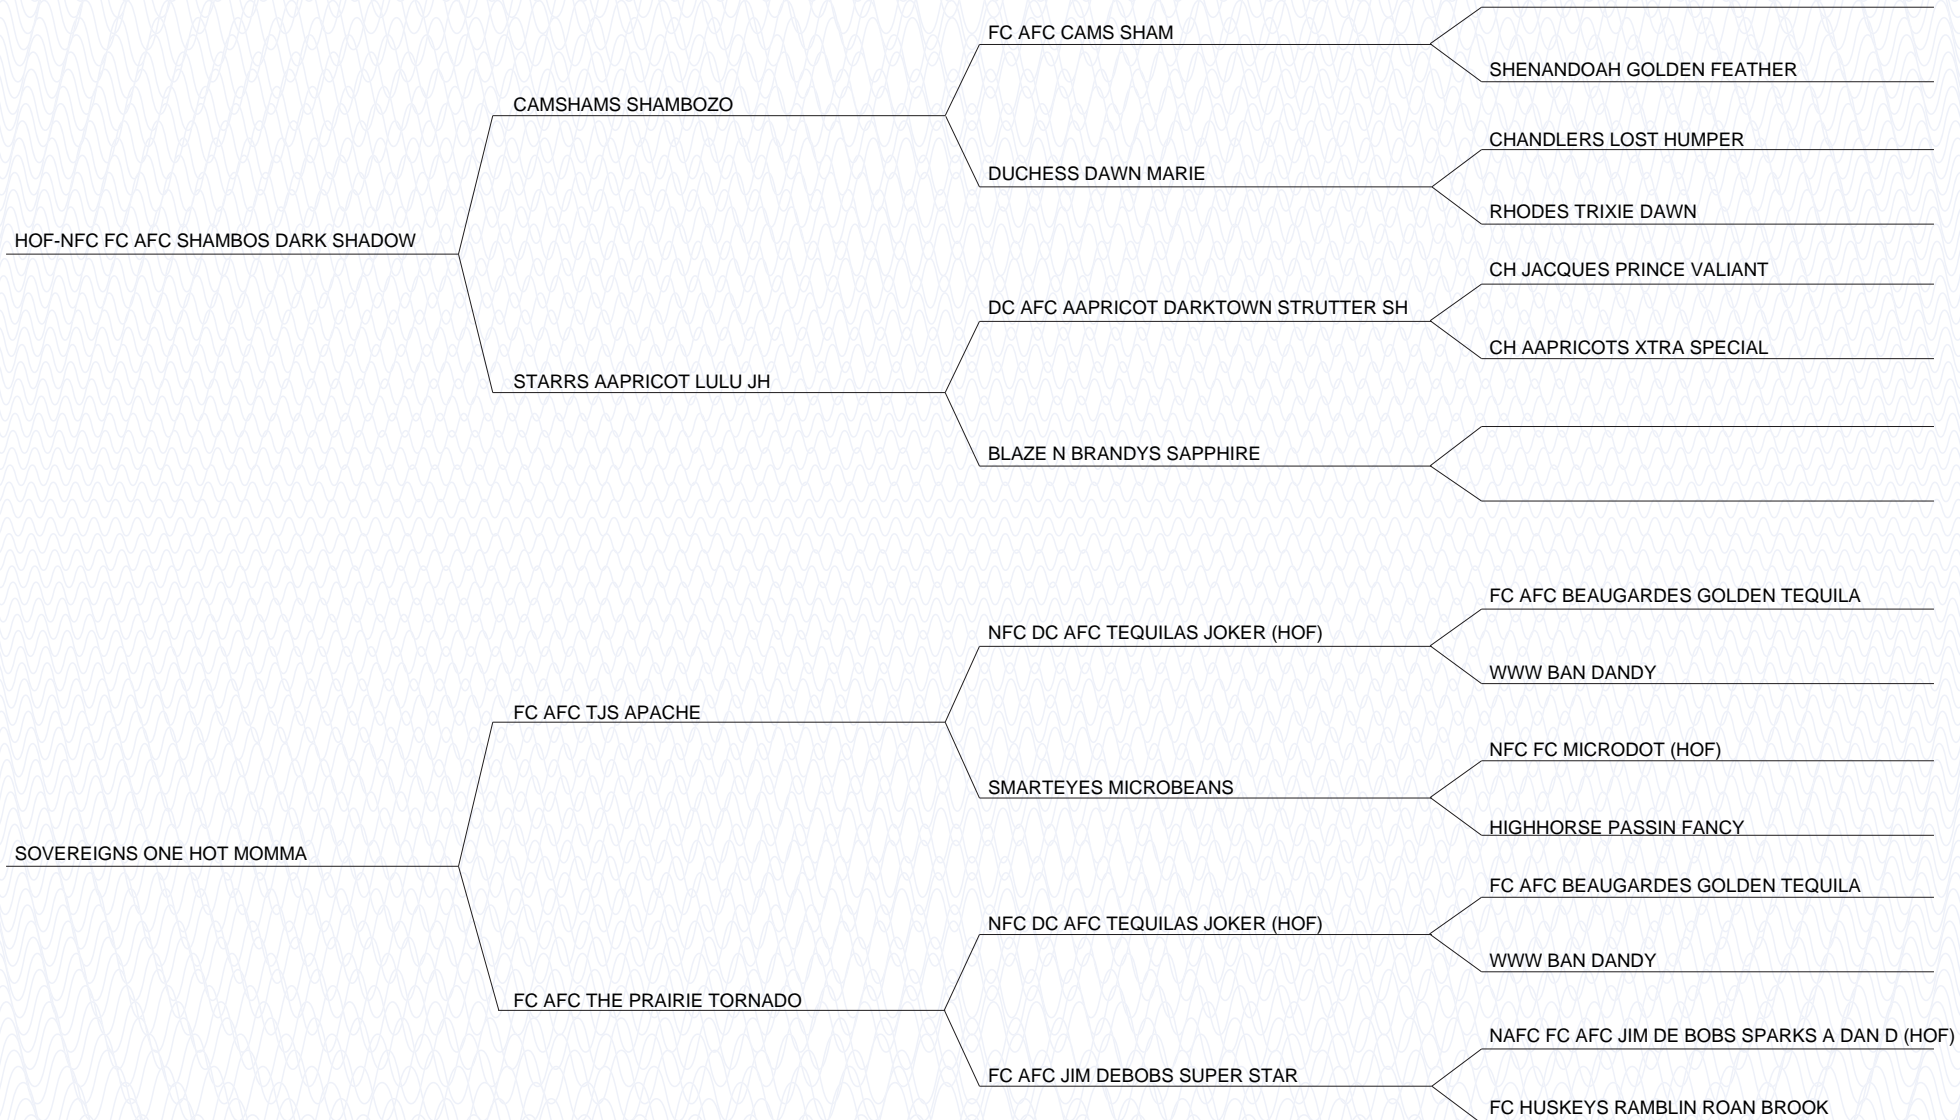 FC AFC CAMS SHAM
SHENANDOAH GOLDEN FEATHER
CAMSHAMS SHAMBOZO
CHANDLERS LOST HUMPER
DUCHESS DAWN MARIE
RHODES TRIXIE DAWN
HOF-NFC FC AFC SHAMBOS DARK SHADOW
CH JACQUES PRINCE VALIANT
DC AFC AAPRICOT DARKTOWN STRUTTER SH
CH AAPRICOTS XTRA SPECIAL
STARRS AAPRICOT LULU JH
BLAZE N BRANDYS SAPPHIRE
FC AFC BEAUGARDES GOLDEN TEQUILA
NFC DC AFC TEQUILAS JOKER (HOF)
WWW BAN DANDY
FC AFC TJS APACHE
NFC FC MICRODOT (HOF)
SMARTEYES MICROBEANS
HIGHHORSE PASSIN FANCY
SOVEREIGNS ONE HOT MOMMA
FC AFC BEAUGARDES GOLDEN TEQUILA
NFC DC AFC TEQUILAS JOKER (HOF)
WWW BAN DANDY
FC AFC THE PRAIRIE TORNADO
NAFC FC AFC JIM DE BOBS SPARKS A DAN D (HOF)
FC AFC JIM DEBOBS SUPER STAR
FC HUSKEYS RAMBLIN ROAN BROOK